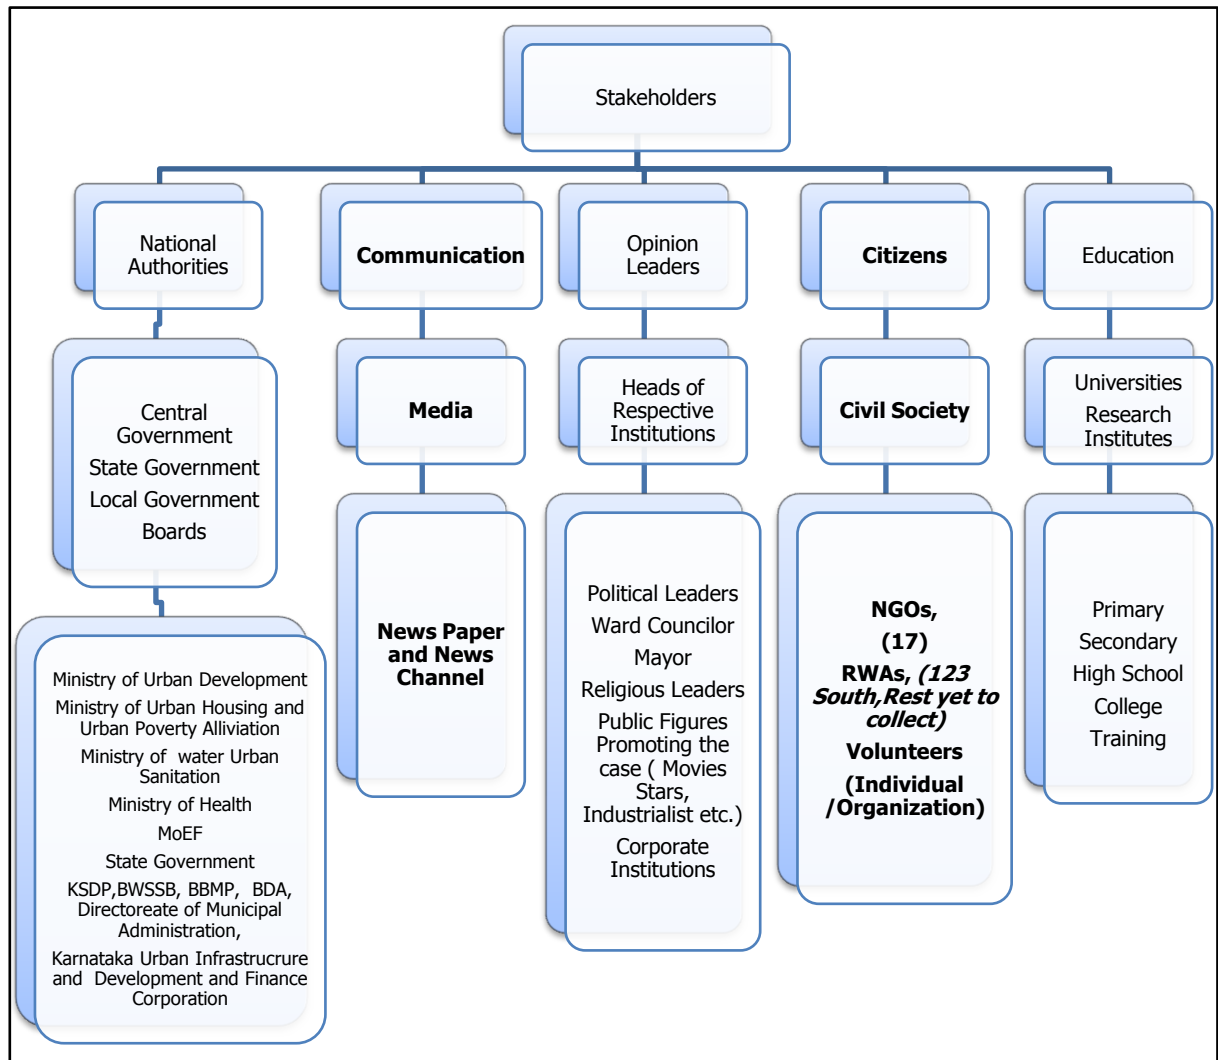 Stakeholders
National
Authorities
Communication
Opinion
Leaders
Citizens
Education
Central
Government
State Government
Local Government
Boards
Media
Heads of
Respective
Institutions
Civil Society
Universities
Research
Institutes
Ministry of Urban Development
Ministry of Urban Housing and
Urban Poverty Alliviation
Ministry of water Urban
Sanitation
Ministry of Health
MoEF
State Government
KSDP,BWSSB, BBMP, BDA,
Directoreate of Municipal
Administration,
Karnataka Urban Infrastrucrure
and Development and Finance
Corporation
News Paper
and News
Channel
Political Leaders
Ward Councilor
Mayor
Religious Leaders
Public Figures
Promoting the
case ( Movies
Stars,
Industrialist etc.)
Corporate
Institutions
NGOs,
(17)
RWAs, (123
South,Rest yet to
collect)
Volunteers
(Individual
/Organization)
Primary
Secondary
High School
College
Training